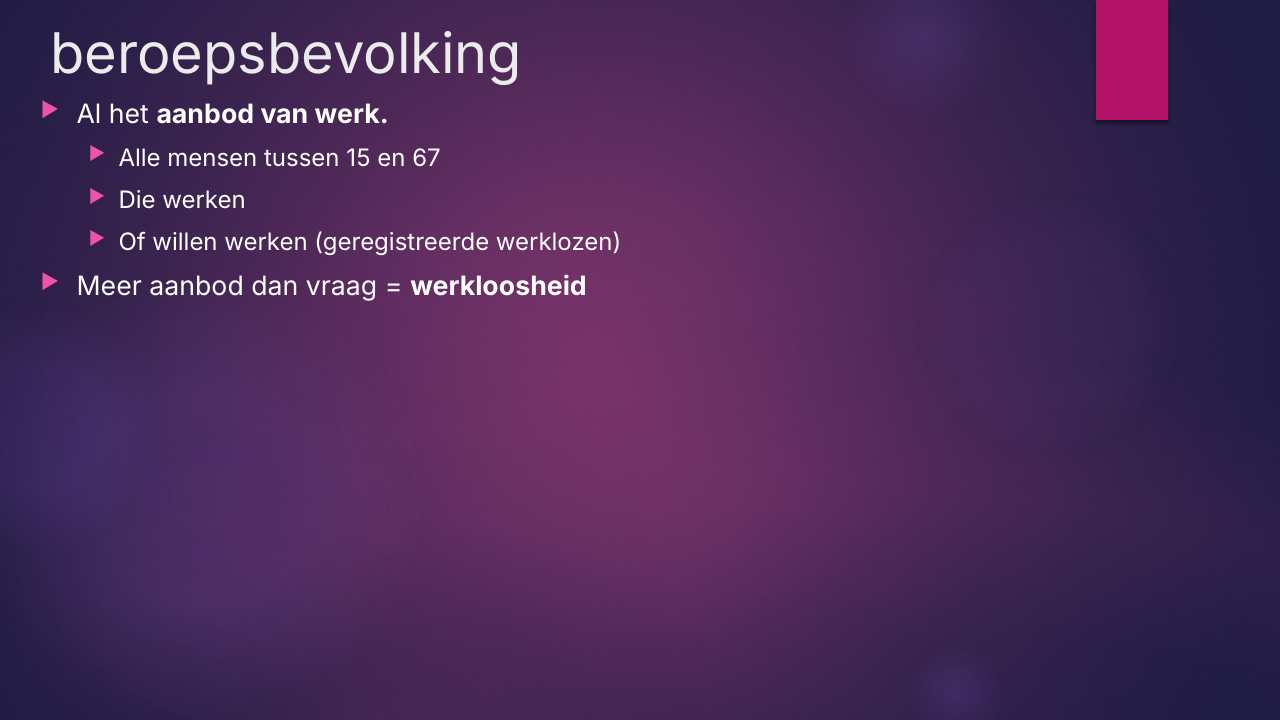 beroepsbevolking
Al het aanbod van werk.
Alle mensen tussen 15 en 67
Die werken
Of willen werken (geregistreerde werklozen)
Meer aanbod dan vraag = werkloosheid